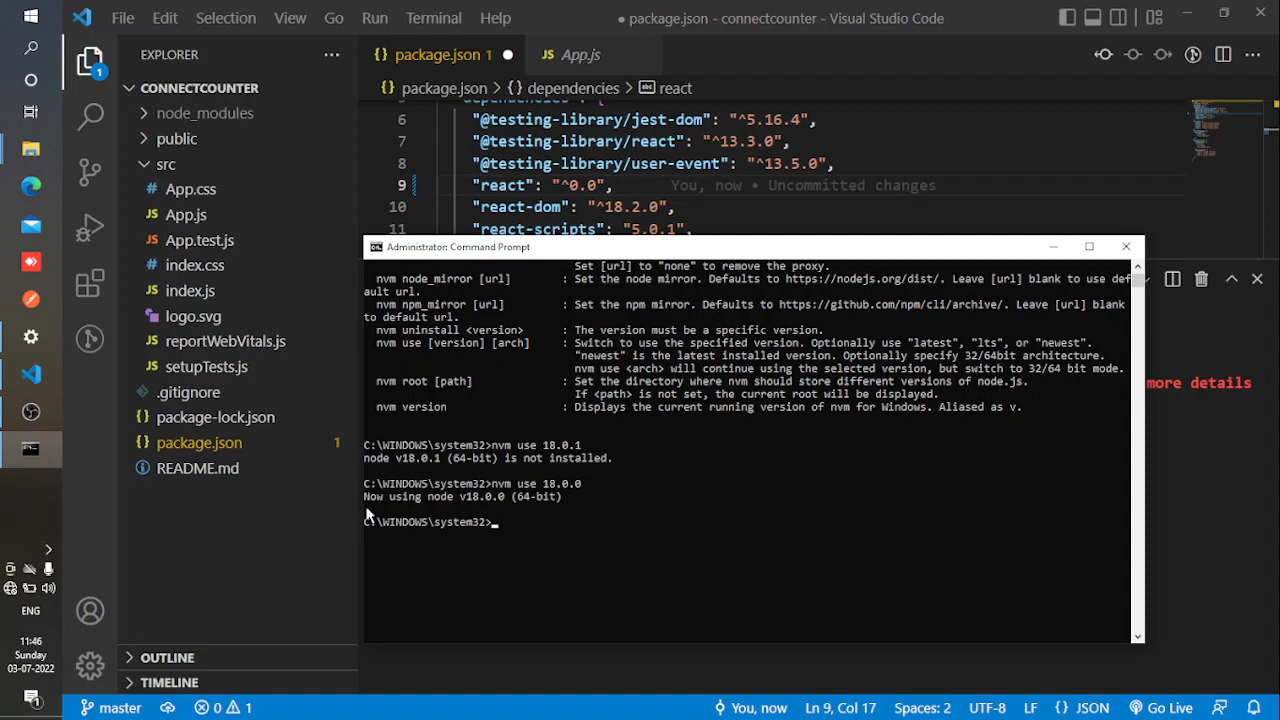 File Edit Selection View Go Run Terminal Help
● package.json - connectcounter - Visual Studio Code
EXPLORER
{} package.json 1 ●
JS App.js
CONNECTCOUNTER
{} package.json > {} dependencies > react
node_modules
public
src
# App.css
JS App.js
JS App.test.js
# index.css
JS index.js
logo.svg
JS reportWebVitals.js
JS setupTests.js
.gitignore
{} package-lock.json
{} package.json 1
README.md
OUTLINE
TIMELINE
1
"dependencies": {
6 "@testing-library/jest-dom": "^5.16.4",
7 "@testing-library/react": "^13.3.0",
8 "@testing-library/user-event": "^13.5.0",
9 "react": "^0.0", You, now • Uncommitted changes
10 "react-dom": "^18.2.0",
11 "react-scripts": "5.0.1",
more details
Administrator: Command Prompt
Set [url] to "none" to remove the proxy.
nvm node_mirror [url] : Set the node mirror. Defaults to https://nodejs.org/dist/. Leave [url] blank to use def
ault url.
nvm npm_mirror [url] : Set the npm mirror. Defaults to https://github.com/npm/cli/archive/. Leave [url] blank
to default url.
nvm uninstall <version> : The version must be a specific version.
nvm use [version] [arch] : Switch to use the specified version. Optionally use "latest", "lts", or "newest".
"newest" is the latest installed version. Optionally specify 32/64bit architecture.
nvm use <arch> will continue using the selected version, but switch to 32/64 bit mode.
nvm root [path] : Set the directory where nvm should store different versions of node.js.
If <path> is not set, the current root will be displayed.
nvm version : Displays the current running version of nvm for Windows. Aliased as v.
C:\WINDOWS\system32>nvm use 18.0.1
node v18.0.1 (64-bit) is not installed.
C:\WINDOWS\system32>nvm use 18.0.0
Now using node v18.0.0 (64-bit)
C:\WINDOWS\system32>_
ENG
11:46
Sunday
03-07-2022
1
master
0 1
You, now
Ln 9, Col 17
Spaces: 2
UTF-8
LF
{} JSON
Go Live